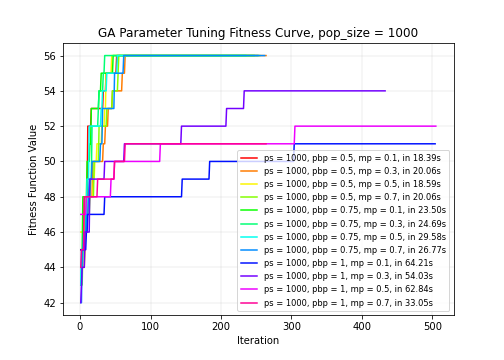 GA Parameter Tuning Fitness Curve, pop_size = 1000
Fitness Function Value
56
54
52
50
48
46
44
42
ps = 1000, pbp = 0.5, mp = 0.1, in 18.39s
ps = 1000, pbp = 0.5, mp = 0.3, in 20.06s
ps = 1000, pbp = 0.5, mp = 0.5, in 18.59s
ps = 1000, pbp = 0.5, mp = 0.7, in 20.06s
ps = 1000, pbp = 0.75, mp = 0.1, in 23.50s
ps = 1000, pbp = 0.75, mp = 0.3, in 24.69s
ps = 1000, pbp = 0.75, mp = 0.5, in 29.58s
ps = 1000, pbp = 0.75, mp = 0.7, in 26.77s
ps = 1000, pbp = 1, mp = 0.1, in 64.21s
ps = 1000, pbp = 1, mp = 0.3, in 54.03s
ps = 1000, pbp = 1, mp = 0.5, in 62.84s
ps = 1000, pbp = 1, mp = 0.7, in 33.05s
0 100 200 300 400 500
Iteration